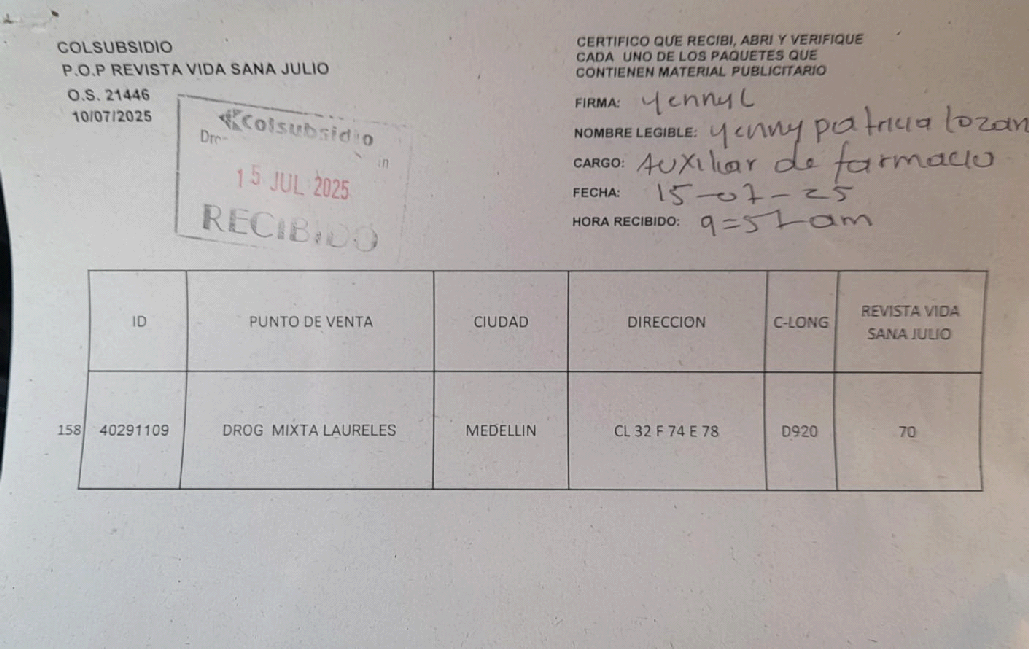 COLSUBSIDIO
P.O.P REVISTA VIDA SANA JULIO
O.S. 21446
10/07/2025
Colsubsidio
15 JUL 2025
RECIBIDO
CERTIFICO QUE RECIBI, ABRI Y VERIFIQUE
CADA UNO DE LOS PAQUETES QUE
CONTIENEN MATERIAL PUBLICITARIO
FIRMA: Yenny L
NOMBRE LEGIBLE: Yenny patricia lozan
CARGO: Auxiliar de farmacia
FECHA: 15-07-25
HORA RECIBIDO: 9=57 am
ID PUNTO DE VENTA CIUDAD DIRECCION C-LONG REVISTA VIDA
SANA JULIO
158 40291109 DROG MIXTA LAURELES MEDELLIN CL 32 F 74 E 78 D920 70